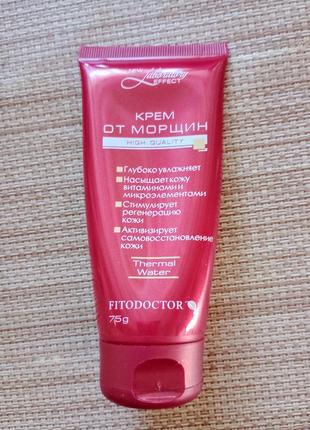 Laboratory
EFFECT
КРЕМ
ОТ МОРЩИН
HIGH QUALITY
Глубоко увлажняет
Насыщает кожу
витаминами и
микроэлементами
Стимулирует
регенерацию
кожи
Активизирует
самовосстановление
кожи
Thermal
Water
FITODOCTOR
75g